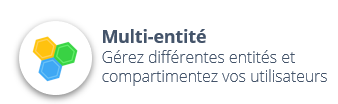 Multi-entité
Gérez différentes entités et
compartimentez vos utilisateurs